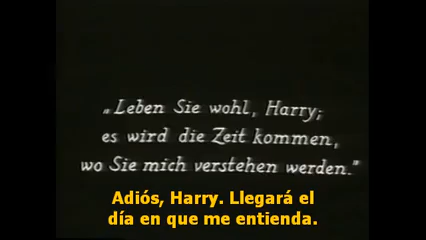 „Leben Sie wohl, Harry;
es wird die Zeit kommen,
wo Sie mich verstehen werden."
Adiós, Harry. Llegará el
día en que me entienda.